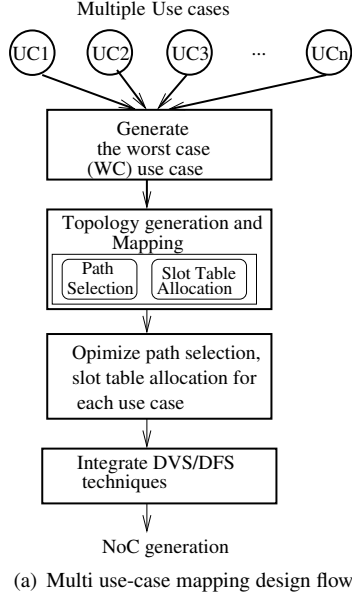 Multiple Use cases
UC1 UC2 UC3 ... UCn
Generate
the worst case
(WC) use case
Topology generation and
Mapping
Path
Selection
Slot Table
Allocation
Opimize path selection,
slot table allocation for
each use case
Integrate DVS/DFS
techniques
NoC generation
(a) Multi use-case mapping design flow